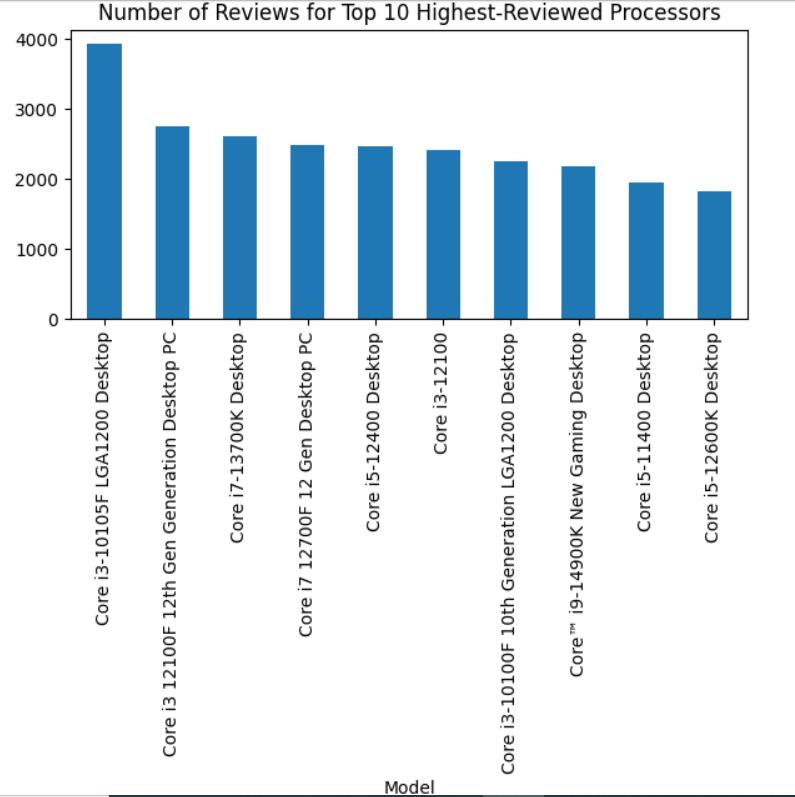 Number of Reviews for Top 10 Highest-Reviewed Processors
4000
3000
2000
1000
0
Core i3-10105F LGA1200 Desktop
Core i3 12100F 12th Gen Generation Desktop PC
Core i7-13700K Desktop
Core i7 12700F 12 Gen Desktop PC
Core i5-12400 Desktop
Core i3-12100
Core i3-10100F 10th Generation LGA1200 Desktop
Core™ i9-14900K New Gaming Desktop
Core i5-11400 Desktop
Core i5-12600K Desktop
Model